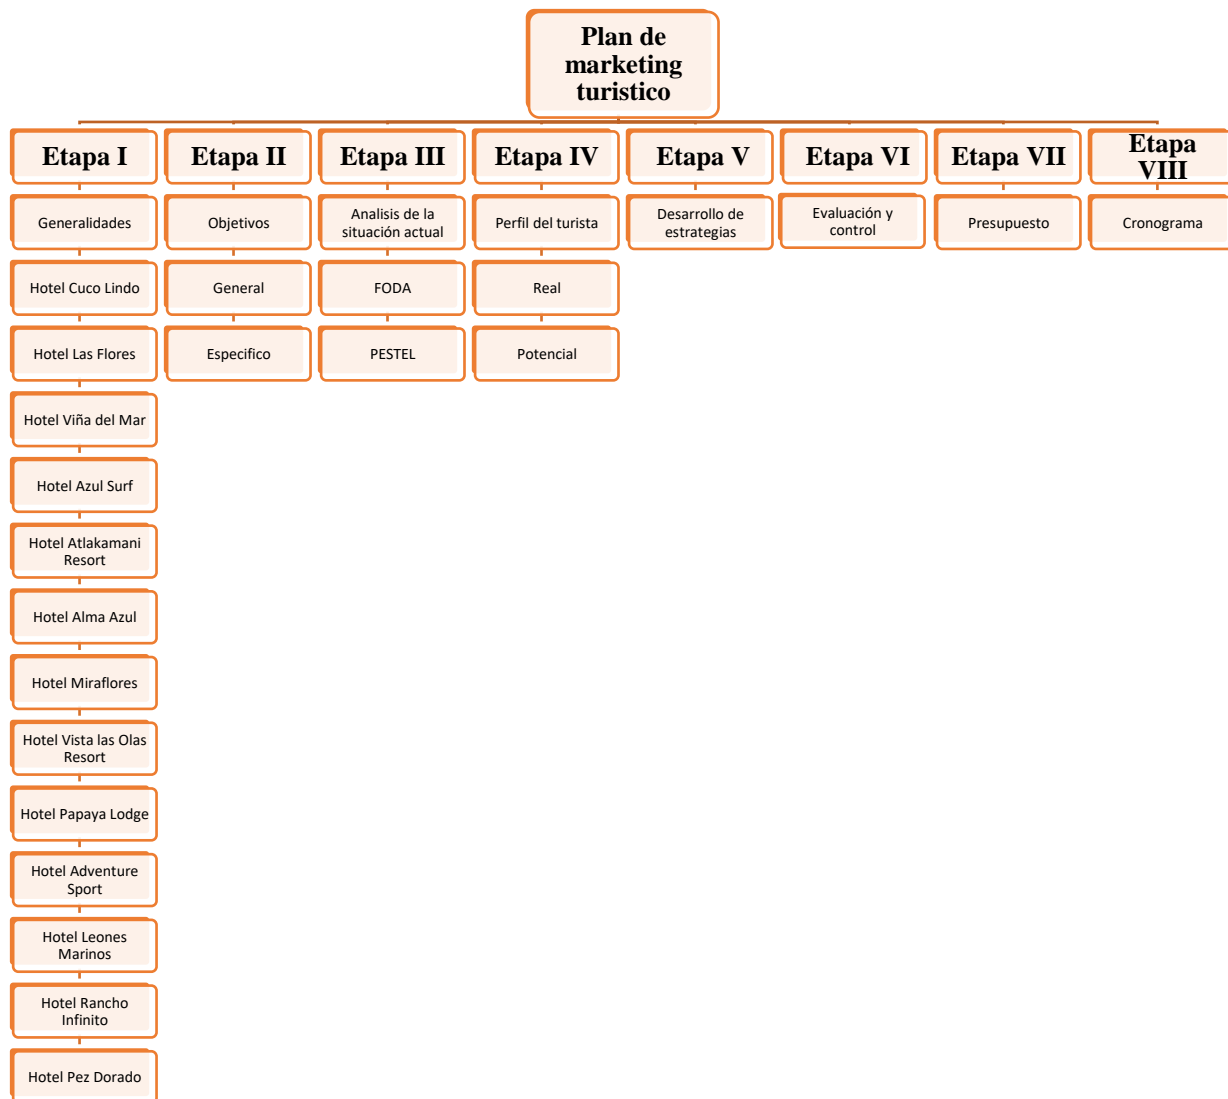 Plan de
marketing
turistico
Etapa I
Etapa II
Etapa III
Etapa IV
Etapa V
Etapa VI
Etapa VII
Etapa
VIII
Generalidades
Objetivos
Analisis de la
situación actual
Perfil del turista
Desarrollo de
estrategias
Evaluación y
control
Presupuesto
Cronograma
Hotel Cuco Lindo
General
FODA
Real
Hotel Las Flores
Especifico
PESTEL
Potencial
Hotel Viña del Mar
Hotel Azul Surf
Hotel Atlakamani
Resort
Hotel Alma Azul
Hotel Miraflores
Hotel Vista las Olas
Resort
Hotel Papaya Lodge
Hotel Adventure
Sport
Hotel Leones
Marinos
Hotel Rancho
Infinito
Hotel Pez Dorado